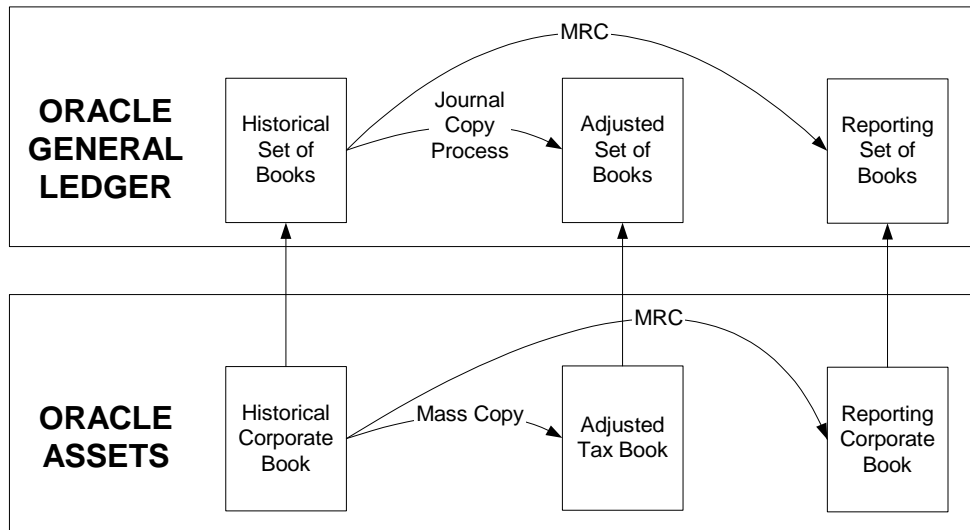 MRC
ORACLE
GENERAL
LEDGER
Historical
Set of
Books
Journal
Copy
Process
Adjusted
Set of
Books
Reporting
Set of
Books
MRC
ORACLE
ASSETS
Historical
Corporate
Book
Mass Copy
Adjusted
Tax Book
Reporting
Corporate
Book